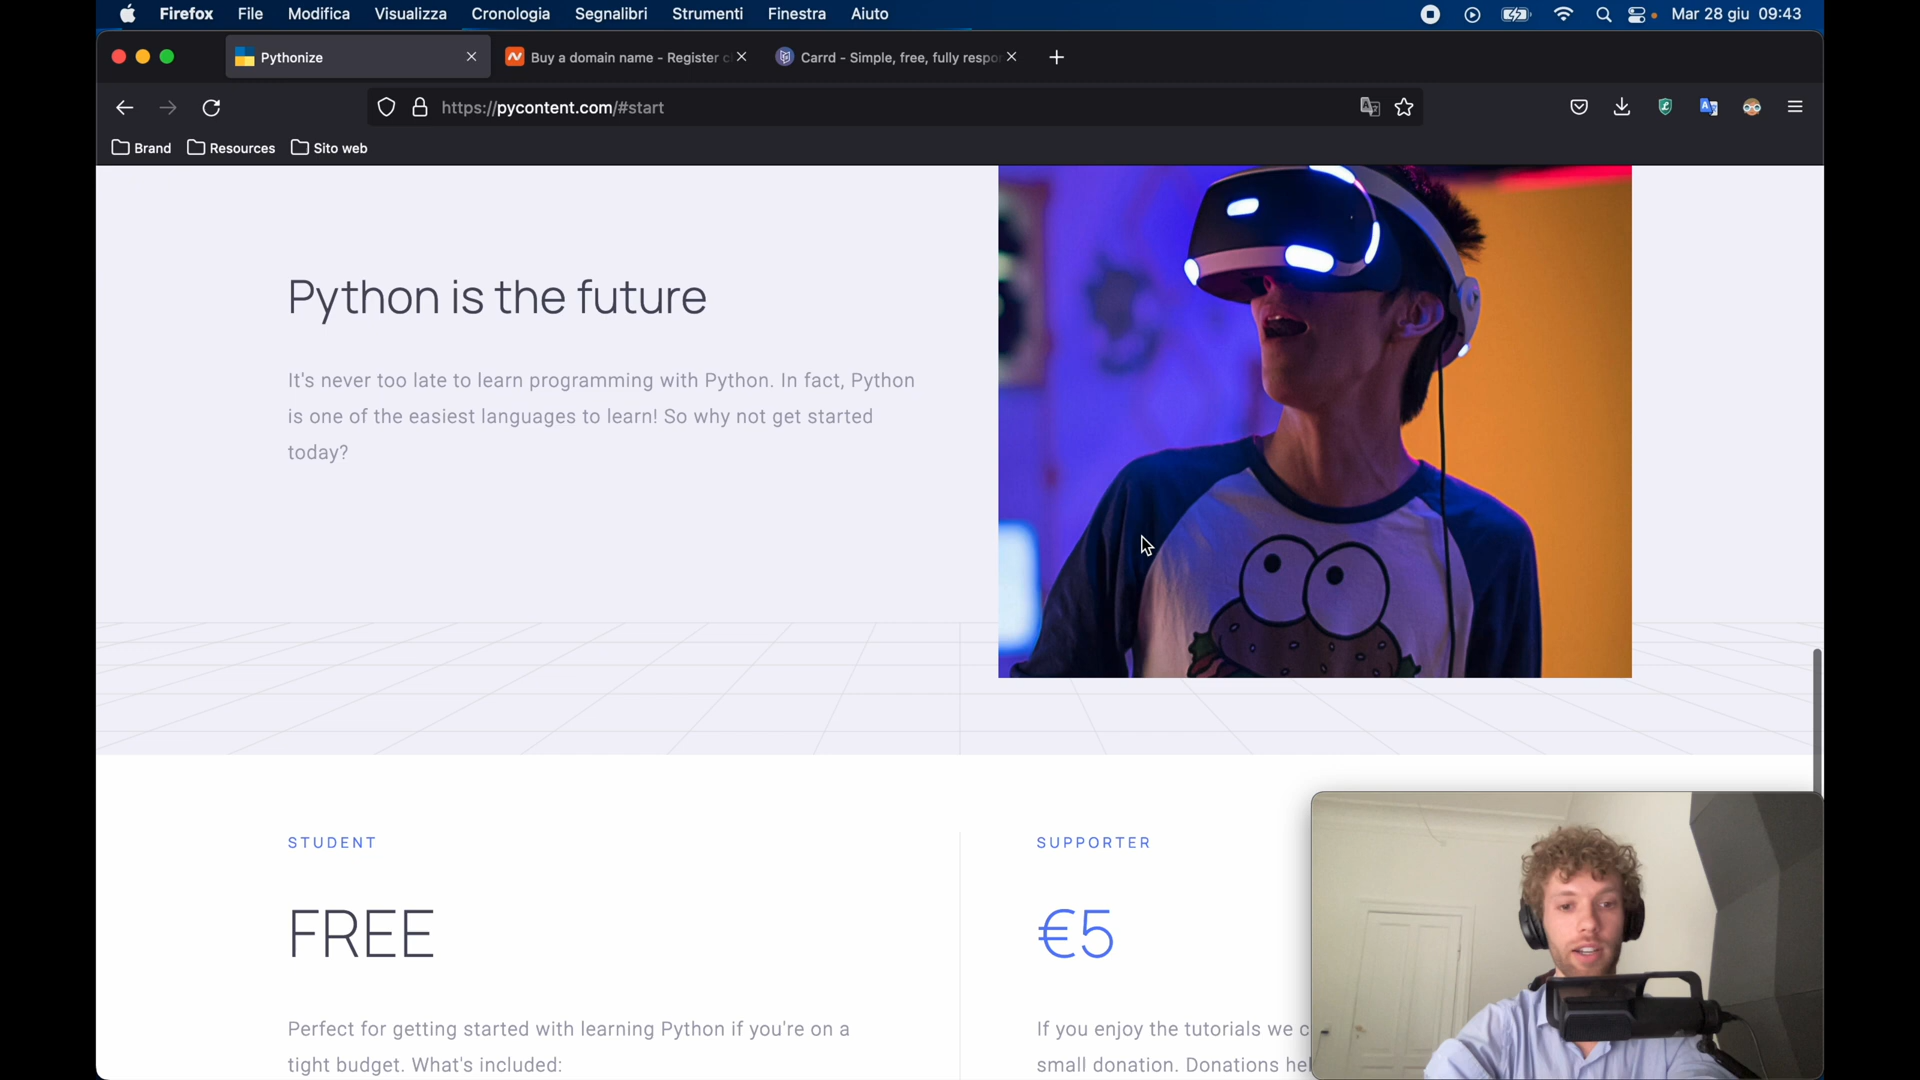 Firefox File Modifica Visualizza Cronologia Segnalibri Strumenti Finestra Aiuto Mar 28 giu 09:43
Pythonize Buy a domain name - Register Carrd - Simple, free, fully respo
https://pycontent.com/#start
Brand Resources Sito web
Python is the future
It's never too late to learn programming with Python. In fact, Python
is one of the easiest languages to learn! So why not get started
today?
STUDENT SUPPORTER
FREE €5
Perfect for getting started with learning Python if you're on a
tight budget. What's included:
If you enjoy the tutorials we c
small donation. Donations hel